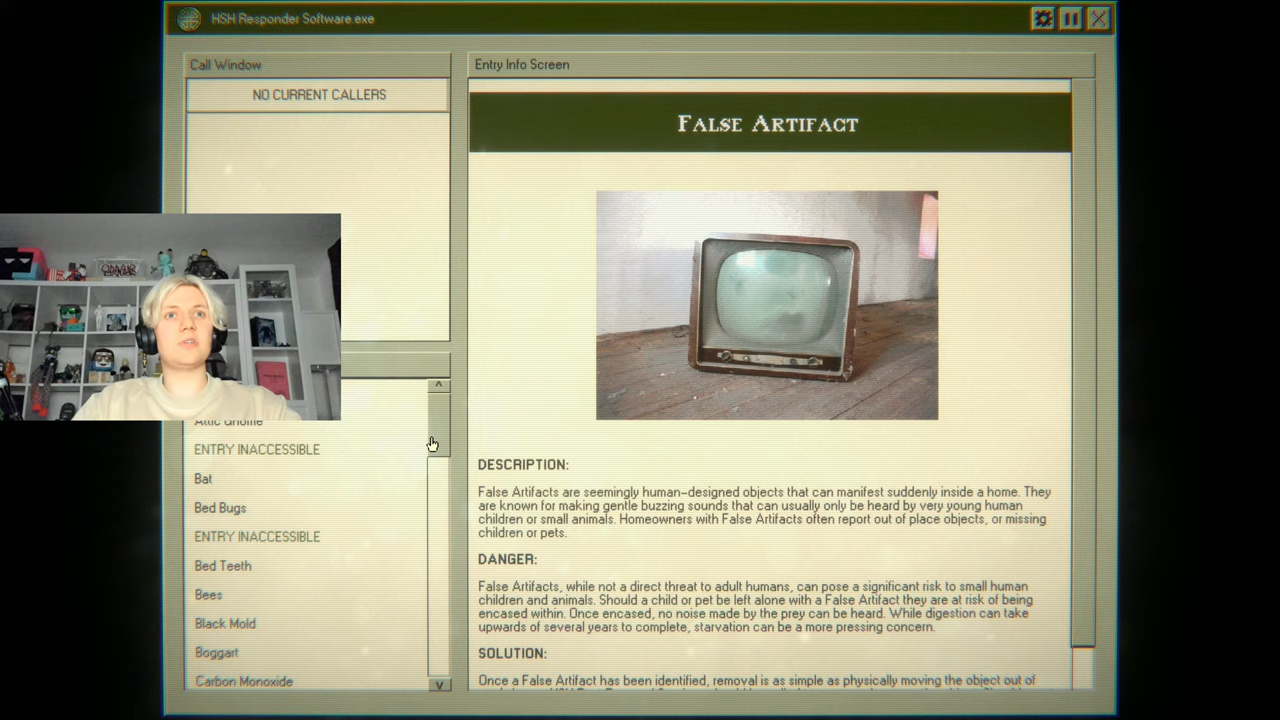 HSH Responder Software.exe
Call Window
NO CURRENT CALLERS
Attic Gnome
ENTRY INACCESSIBLE
Bat
Bed Bugs
ENTRY INACCESSIBLE
Bed Teeth
Bees
Black Mold
Boggart
Carbon Monoxide
Entry Info Screen
False Artifact
DESCRIPTION:
False Artifacts are seemingly human-designed objects that can manifest suddenly inside a home. They
are known for making gentle buzzing sounds that can usually only be heard by very young human
children or small animals. Homeowners with False Artifacts often report out of place objects, or missing
children or pets.
DANGER:
False Artifacts, while not a direct threat to adult humans, can pose a significant risk to small human
children and animals. Should a child or pet be left alone with a False Artifact they are at risk of being
encased within. Once encased, no noise made by the prey can be heard. While digestion can take
upwards of several years to complete, starvation can be a more pressing concern.
SOLUTION:
Once a False Artifact has been identified, removal is as simple as physically moving the object out of